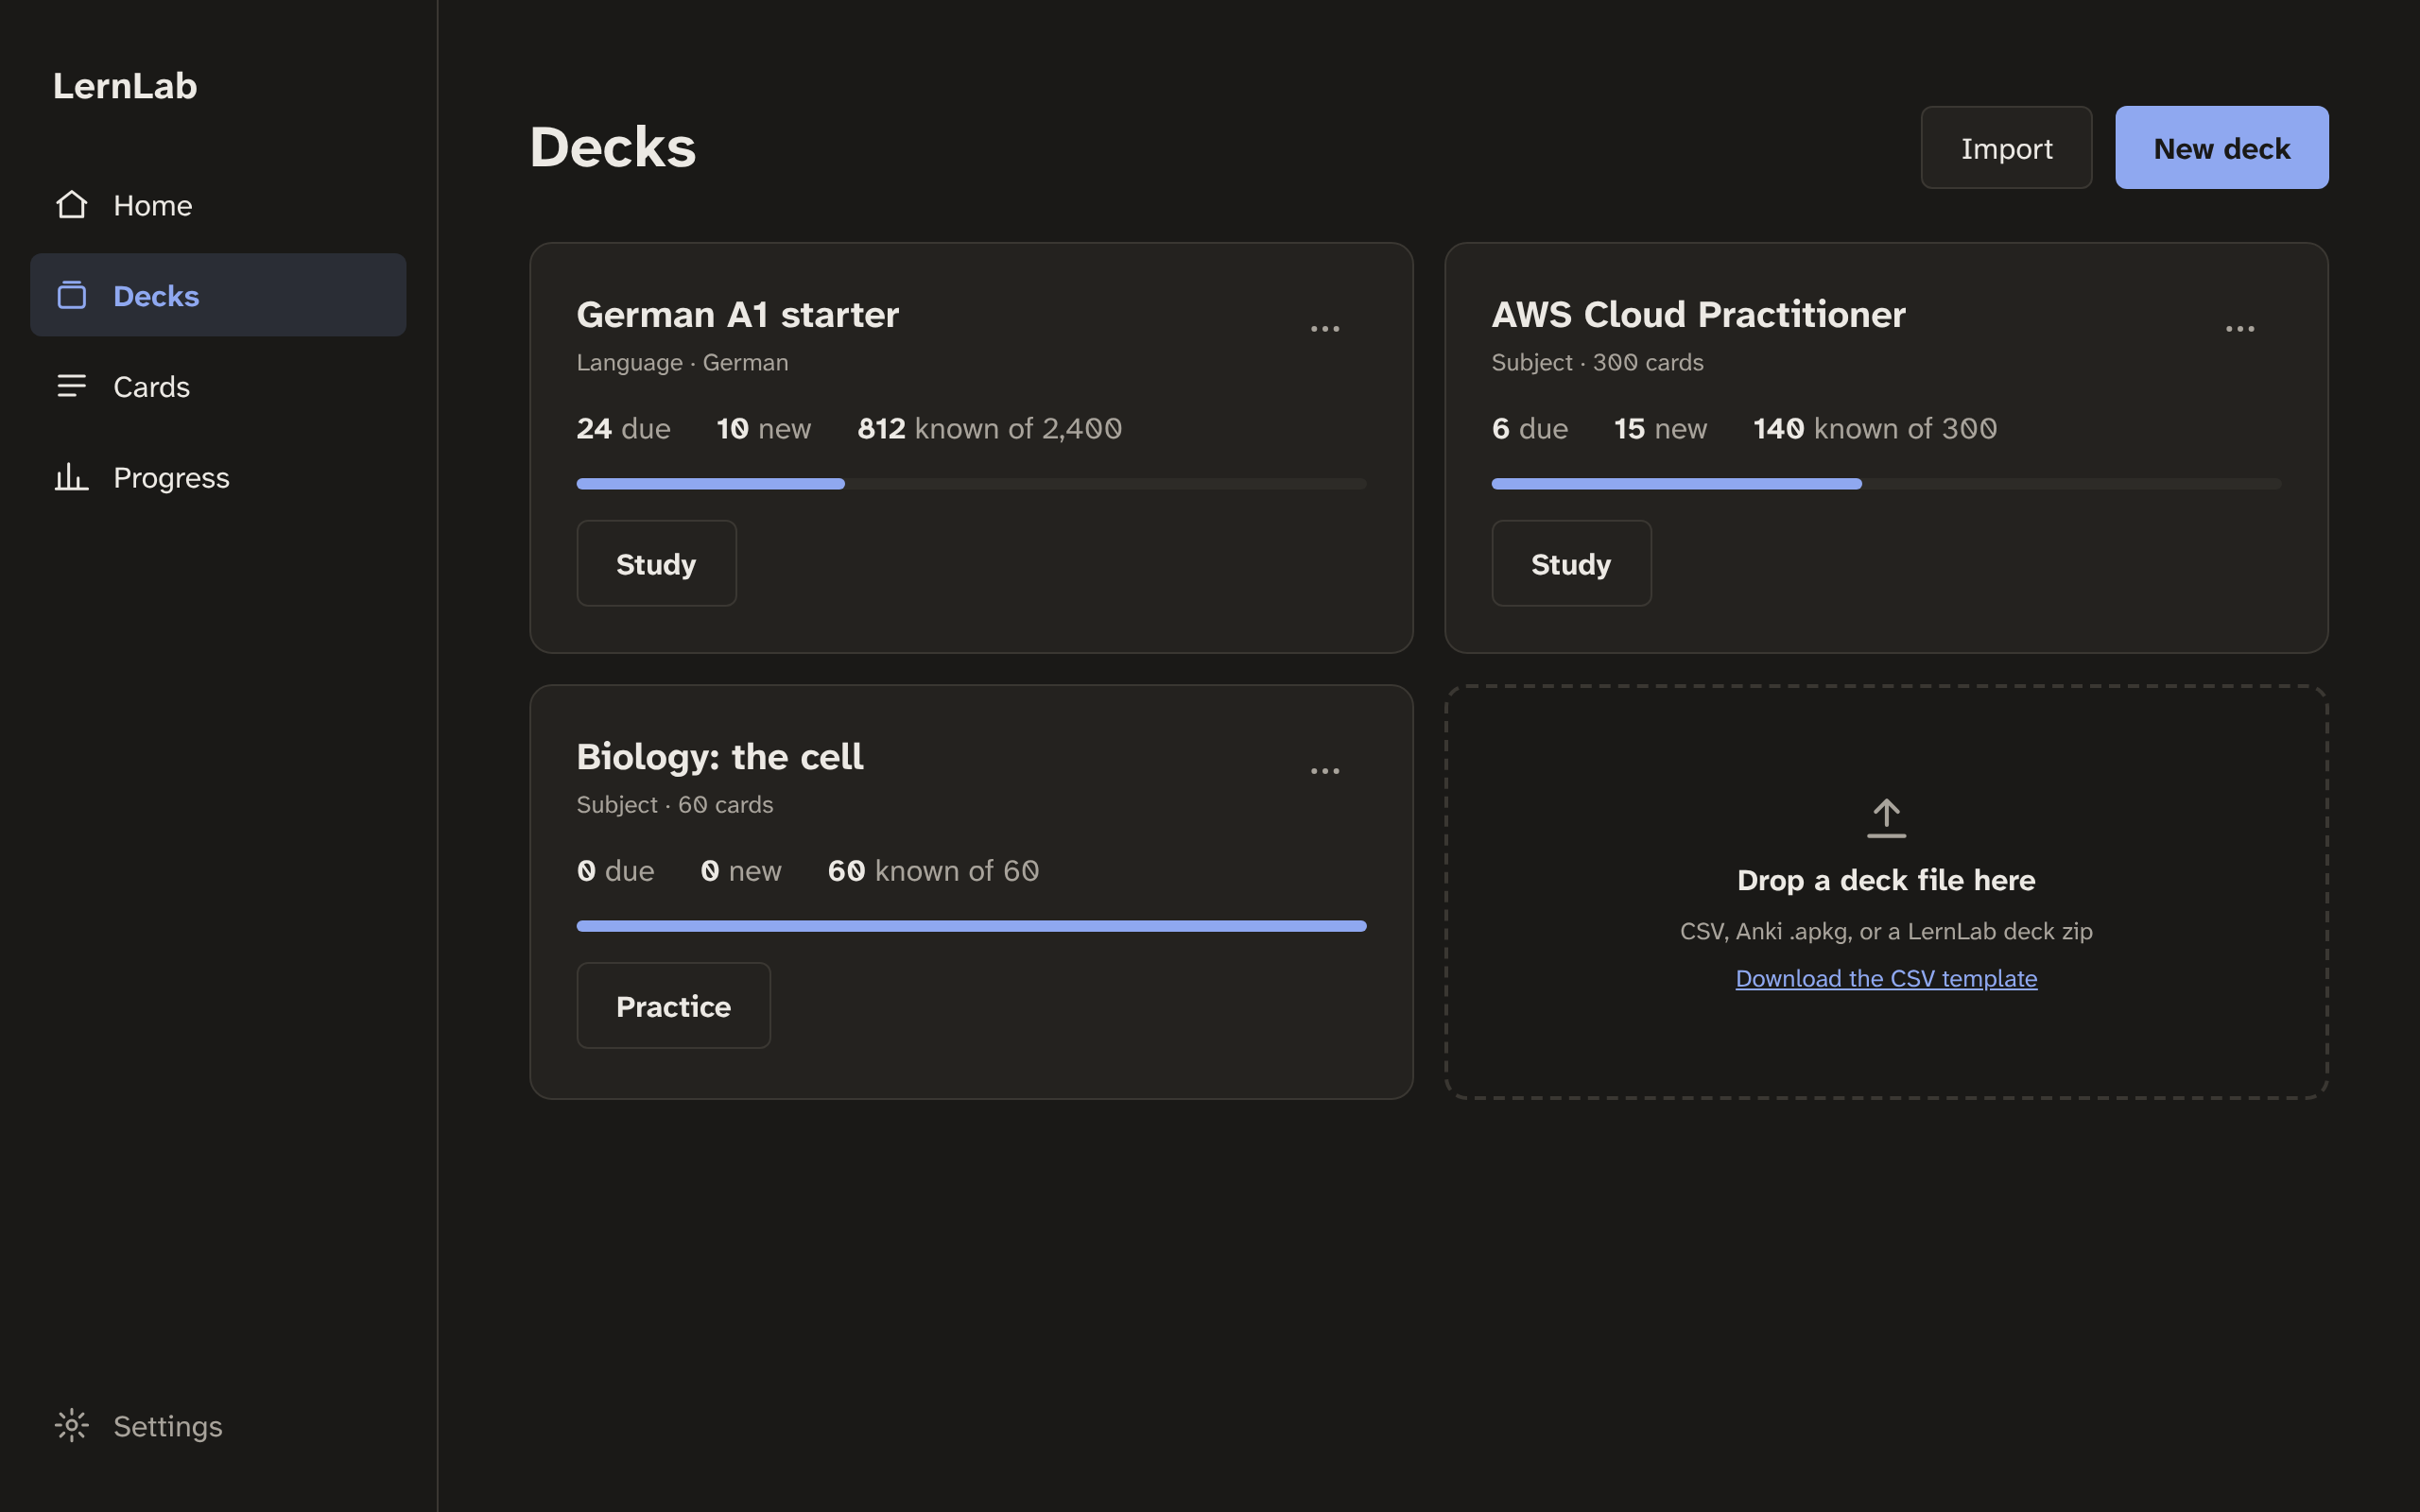 LernLab
Home
Decks
Cards
Progress
Settings
Decks
Import
New deck
German A1 starter
Language · German
24 due 10 new 812 known of 2,400
Study
AWS Cloud Practitioner
Subject · 300 cards
6 due 15 new 140 known of 300
Study
Biology: the cell
Subject · 60 cards
0 due 0 new 60 known of 60
Practice
Drop a deck file here
CSV, Anki .apkg, or a LernLab deck zip
Download the CSV template